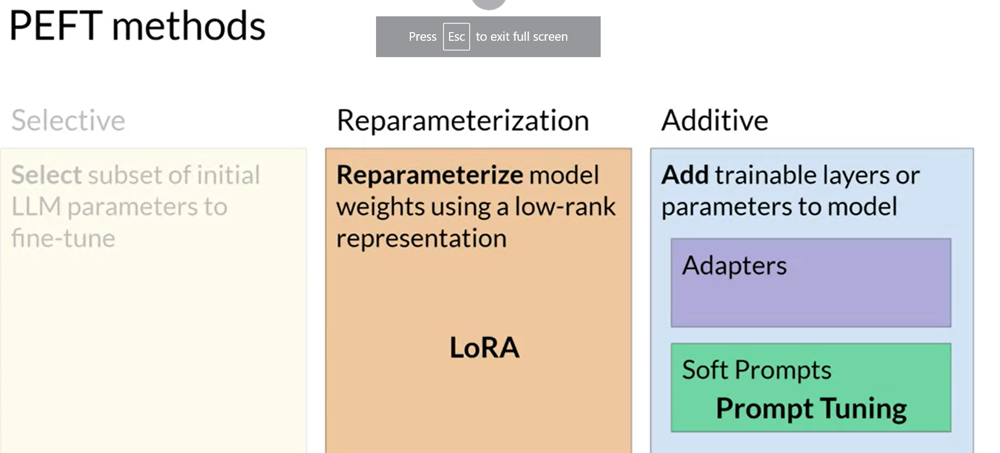 PEFT methods
Press Esc to exit full screen
Selective
Select subset of initial
LLM parameters to
fine-tune
Reparameterization
Reparameterize model
weights using a low-rank
representation
LoRA
Additive
Add trainable layers or
parameters to model
Adapters
Soft Prompts
Prompt Tuning